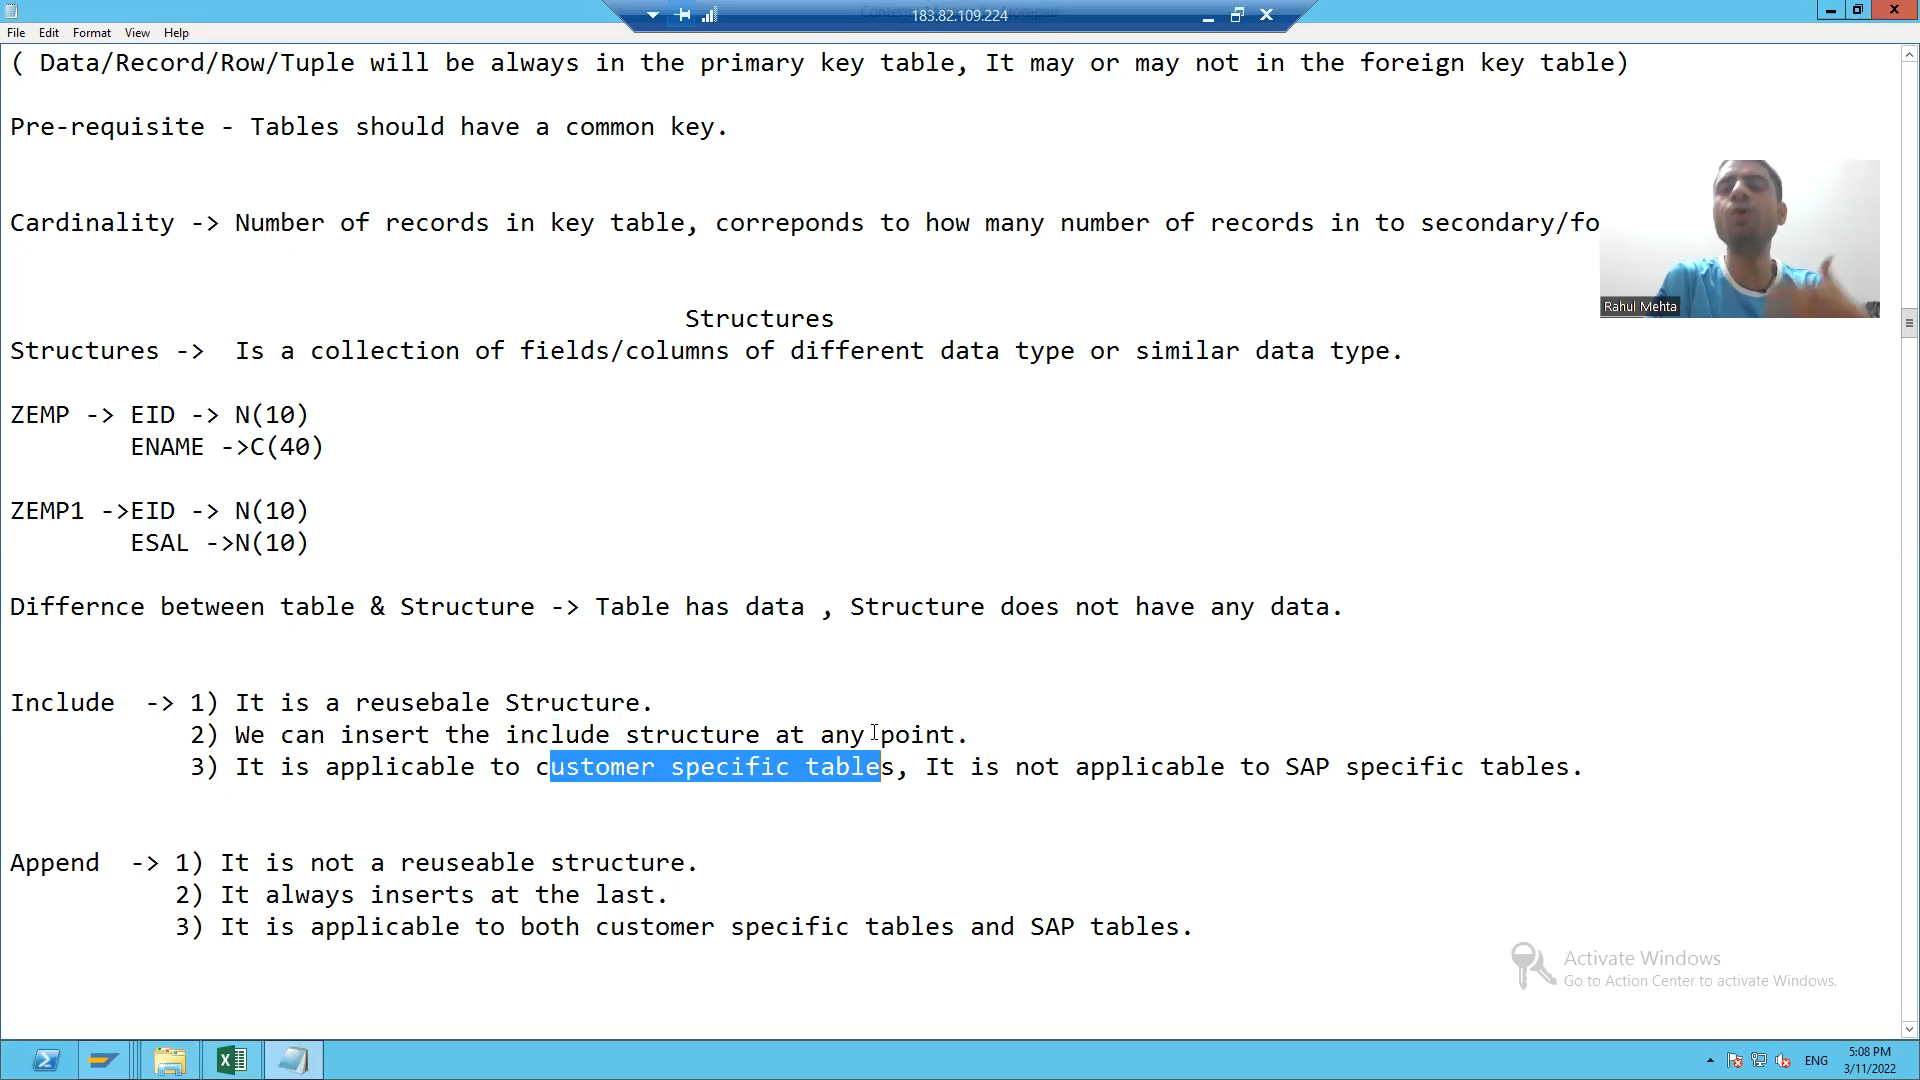 183.82.109.224
File Edit Format View Help
( Data/Record/Row/Tuple will be always in the primary key table, It may or may not in the foreign key table)
Pre-requisite - Tables should have a common key.
Cardinality -> Number of records in key table, correponds to how many number of records in to secondary/fo
Rahul Mehta
Structures
Structures -> Is a collection of fields/columns of different data type or similar data type.
ZEMP -> EID -> N(10)
ENAME ->C(40)
ZEMP1 ->EID -> N(10)
ESAL ->N(10)
Differnce between table & Structure -> Table has data , Structure does not have any data.
Include -> 1) It is a reusebale Structure.
2) We can insert the include structure at any point.
3) It is applicable to customer specific tables, It is not applicable to SAP specific tables.
Append -> 1) It is not a reuseable structure.
2) It always inserts at the last.
3) It is applicable to both customer specific tables and SAP tables.
Activate Windows
Go to Action Center to activate Windows.
ENG
5:08 PM
3/11/2022